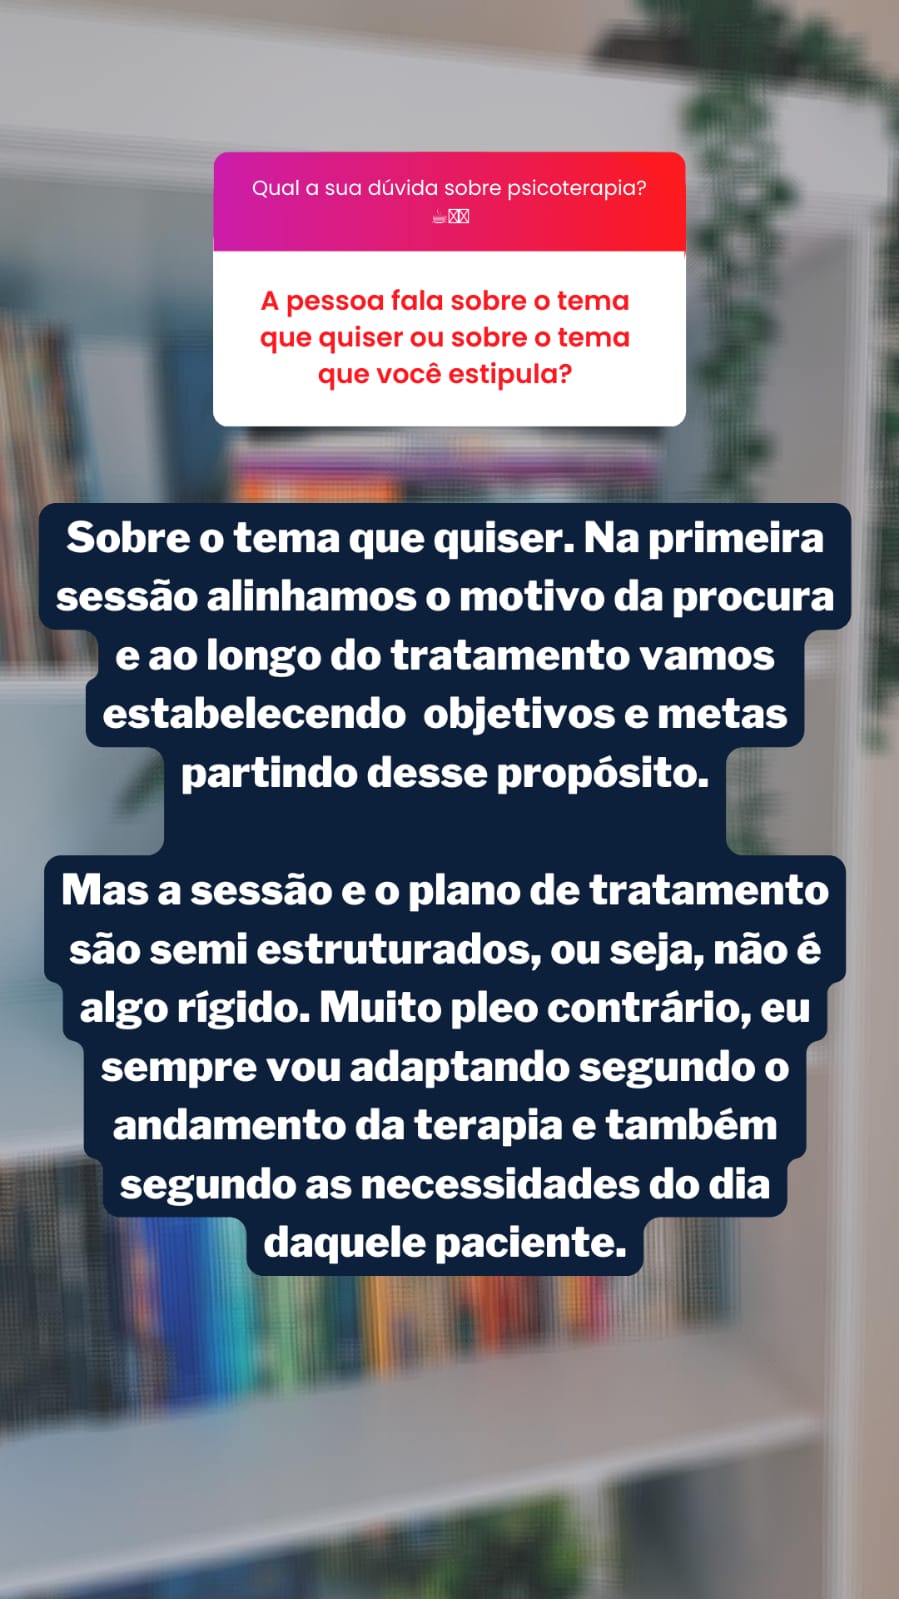 Qual a sua dúvida sobre psicoterapia?
☕
A pessoa fala sobre o tema
que quiser ou sobre o tema
que você estipula?
Sobre o tema que quiser. Na primeira
sessão alinhamos o motivo da procura
e ao longo do tratamento vamos
estabelecendo  objetivos e metas
partindo desse propósito.
Mas a sessão e o plano de tratamento
são semi estruturados, ou seja, não é
algo rígido. Muito pleo contrário, eu
sempre vou adaptando segundo o
andamento da terapia e também
segundo as necessidades do dia
daquele paciente.